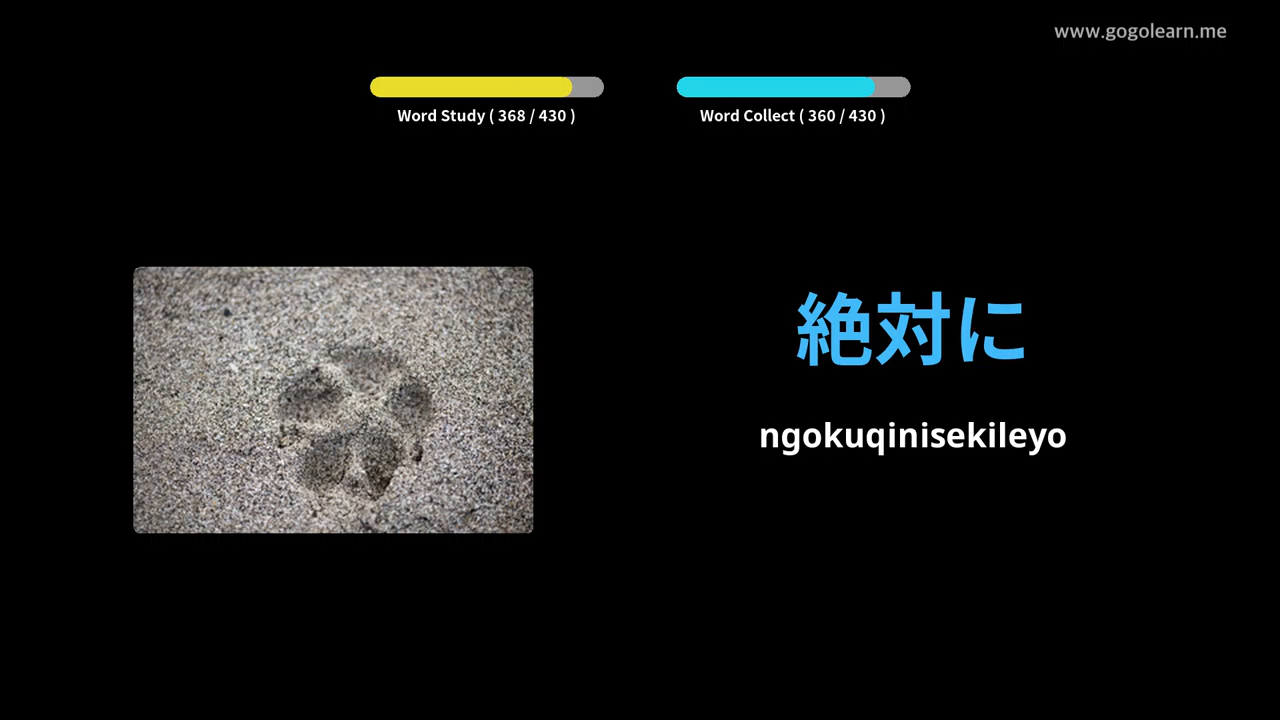 www.gogolearn.me
Word Study ( 368 / 430 )
Word Collect ( 360 / 430 )
絶対に
ngokuqinisekileyo